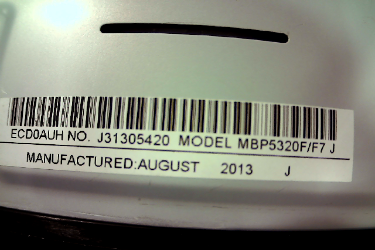 ECD0AUH NO. J31305420 MODEL MBP5320F/F7 J
MANUFACTURED:AUGUST 2013 J